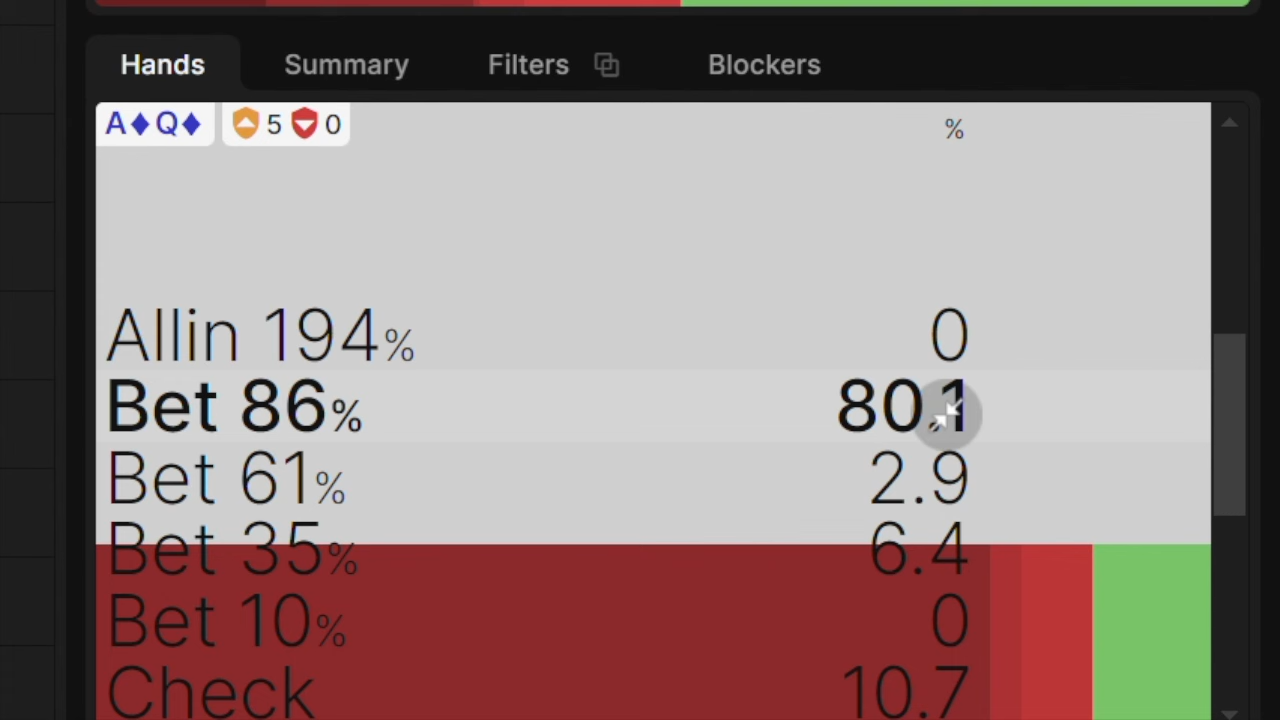 Hands Summary Filters Blockers
A♦Q♦ 5 0 %
Allin 194% 0
Bet 86% 80.1
Bet 61% 2.9
Bet 35% 6.4
Bet 10% 0
Check 10.7